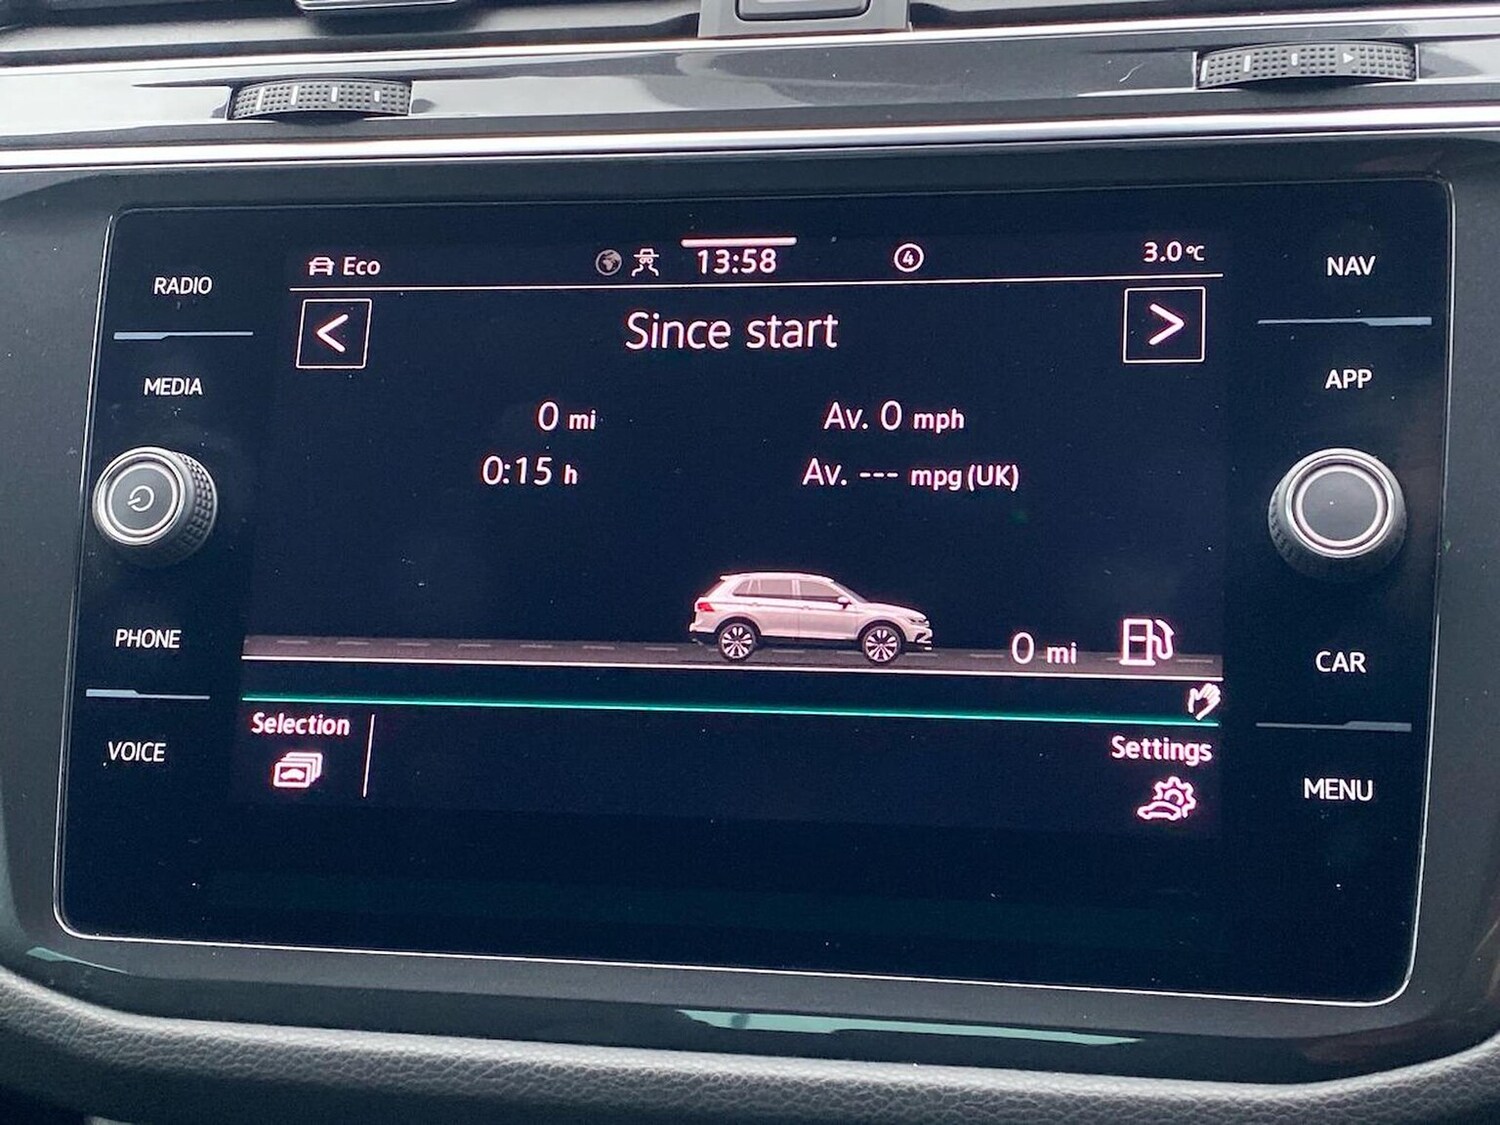 RADIO
MEDIA
PHONE
VOICE
Eco
13:58
4
3.0°C
<
Since start
>
0 mi
Av. 0 mph
0:15 h
Av. --- mpg (UK)
0 mi
Selection
Settings
NAV
APP
CAR
MENU